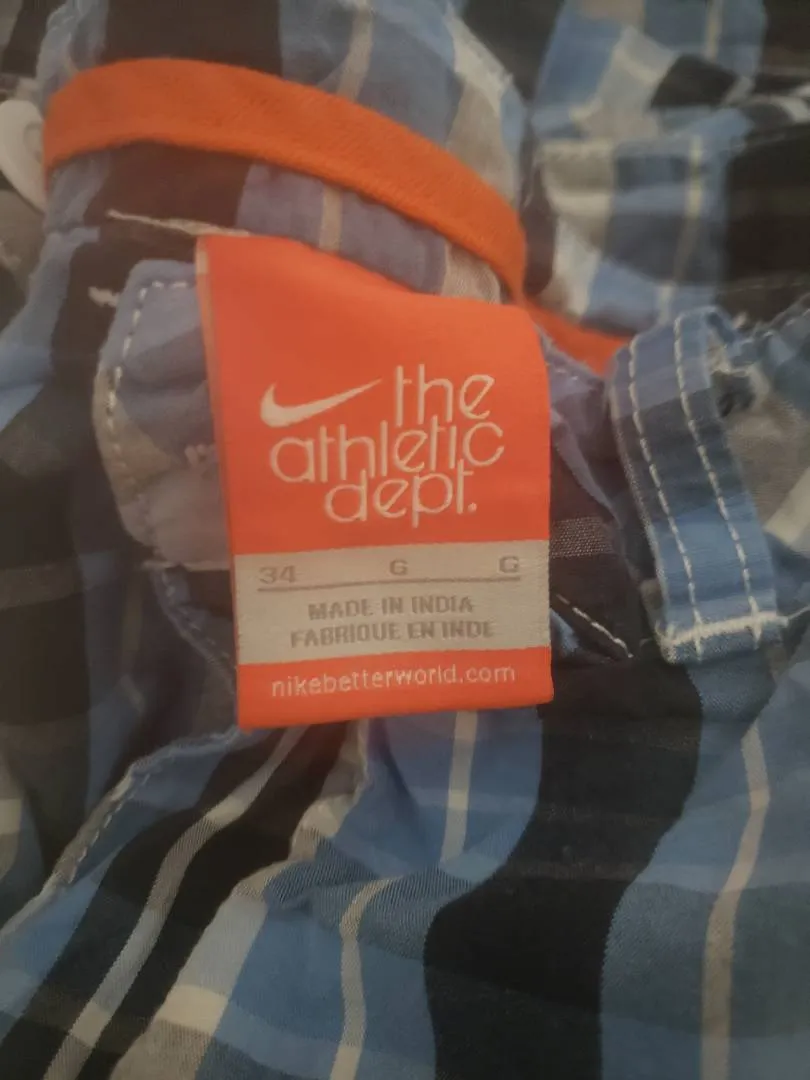 the
athletic
dept.
34 G G
MADE IN INDIA
FABRIQUE EN INDE
nikebetterworld.com